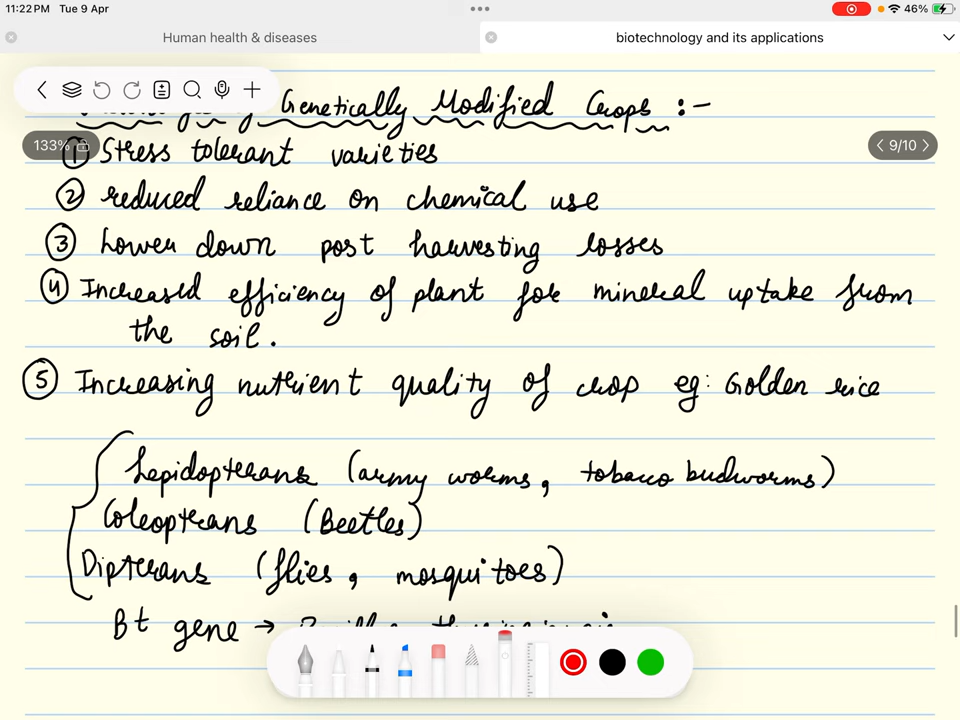 11:22 PM Tue 9 Apr
46%
Human health & diseases
biotechnology and its applications
Genetically Modified Crops :-
133%
9/10
① Stress tolerant varieties
② reduced reliance on chemical use
③ Lower down post harvesting losses
④ Increased efficiency of plant for mineral uptake from
the soil.
⑤ Increasing nutrient quality of crop eg: Golden rice
Lepidopterans (army worms, tobacco budworms)
Coleoptrans (Beetles)
Dipterans (flies, mosquitoes)
Bt gene →